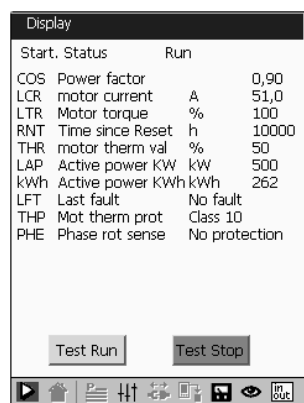 Display
Start. Status Run
COS Power factor 0,90
LCR motor current A 51,0
LTR Motor torque % 100
RNT Time since Reset h 10000
THR motor therm val % 50
LAP Active power KW kW 500
kWh Active power KWh kWh 262
LFT Last fault No fault
THP Mot therm prot Class 10
PHE Phase rot sense No protection
Test Run Test Stop
in out